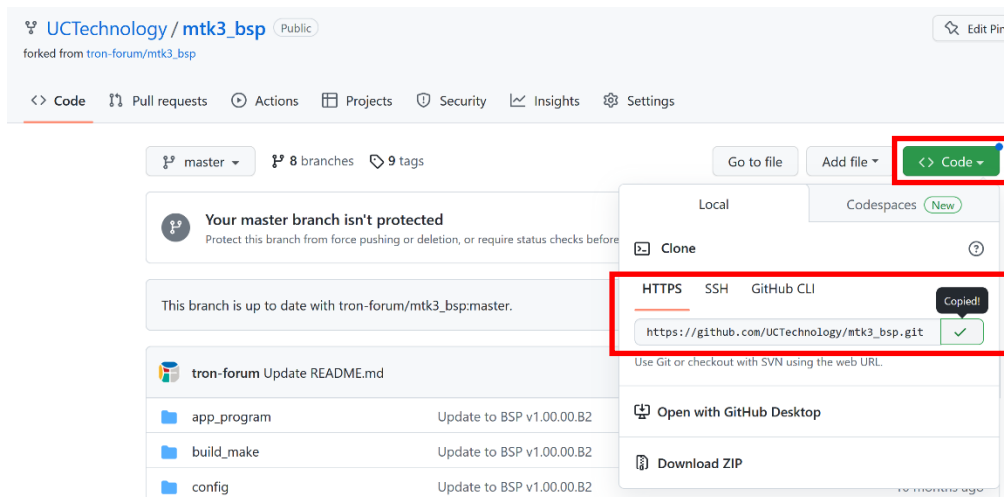 UCTechnology / mtk3_bsp Public
Edit Pin
forked from tron-forum/mtk3_bsp
Code Pull requests Actions Projects Security Insights Settings
master 8 branches 9 tags Go to file Add file Code
Local Codespaces New
Your master branch isn't protected
Protect this branch from force pushing or deletion, or require status checks before
Clone
HTTPS SSH GitHub CLI
Copied!
This branch is up to date with tron-forum/mtk3_bsp:master.
https://github.com/UCTechnology/mtk3_bsp.git
Use Git or checkout with SVN using the web URL.
tron-forum Update README.md
Open with GitHub Desktop
app_program Update to BSP v1.00.00.B2
build_make Update to BSP v1.00.00.B2
Download ZIP
config Update to BSP v1.00.00.B2